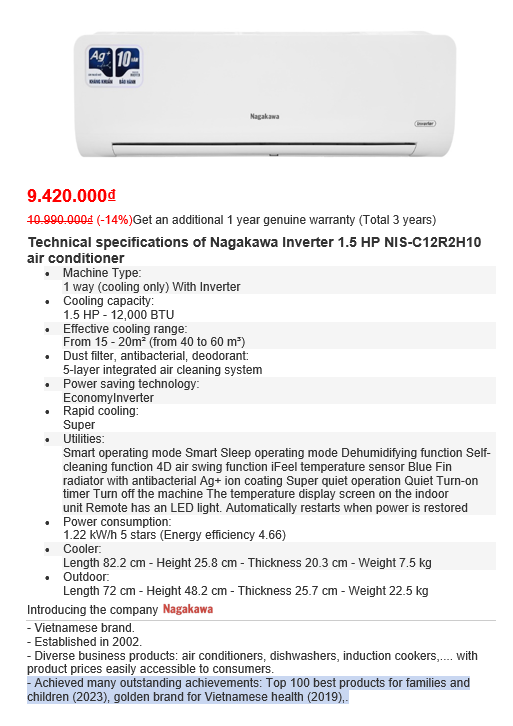 Ag+ 10 NĂM
KHÁNG KHUẨN BẢO HÀNH
Nagakawa
Inverter
9.420.000₫
10.990.000₫ (-14%)Get an additional 1 year genuine warranty (Total 3 years)
Technical specifications of Nagakawa Inverter 1.5 HP NIS-C12R2H10
air conditioner
• Machine Type:
1 way (cooling only) With Inverter
• Cooling capacity:
1.5 HP - 12,000 BTU
• Effective cooling range:
From 15 - 20m² (from 40 to 60 m³)
• Dust filter, antibacterial, deodorant:
5-layer integrated air cleaning system
• Power saving technology:
EconomyInverter
• Rapid cooling:
Super
• Utilities:
Smart operating mode Smart Sleep operating mode Dehumidifying function Self-
cleaning function 4D air swing function iFeel temperature sensor Blue Fin
radiator with antibacterial Ag+ ion coating Super quiet operation Quiet Turn-on
timer Turn off the machine The temperature display screen on the indoor
unit Remote has an LED light. Automatically restarts when power is restored
• Power consumption:
1.22 kW/h 5 stars (Energy efficiency 4.66)
• Cooler:
Length 82.2 cm - Height 25.8 cm - Thickness 20.3 cm - Weight 7.5 kg
• Outdoor:
Length 72 cm - Height 48.2 cm - Thickness 25.7 cm - Weight 22.5 kg
Introducing the company Nagakawa
- Vietnamese brand.
- Established in 2002.
- Diverse business products: air conditioners, dishwashers, induction cookers,.... with
product prices easily accessible to consumers.
- Achieved many outstanding achievements: Top 100 best products for families and
children (2023), golden brand for Vietnamese health (2019),.